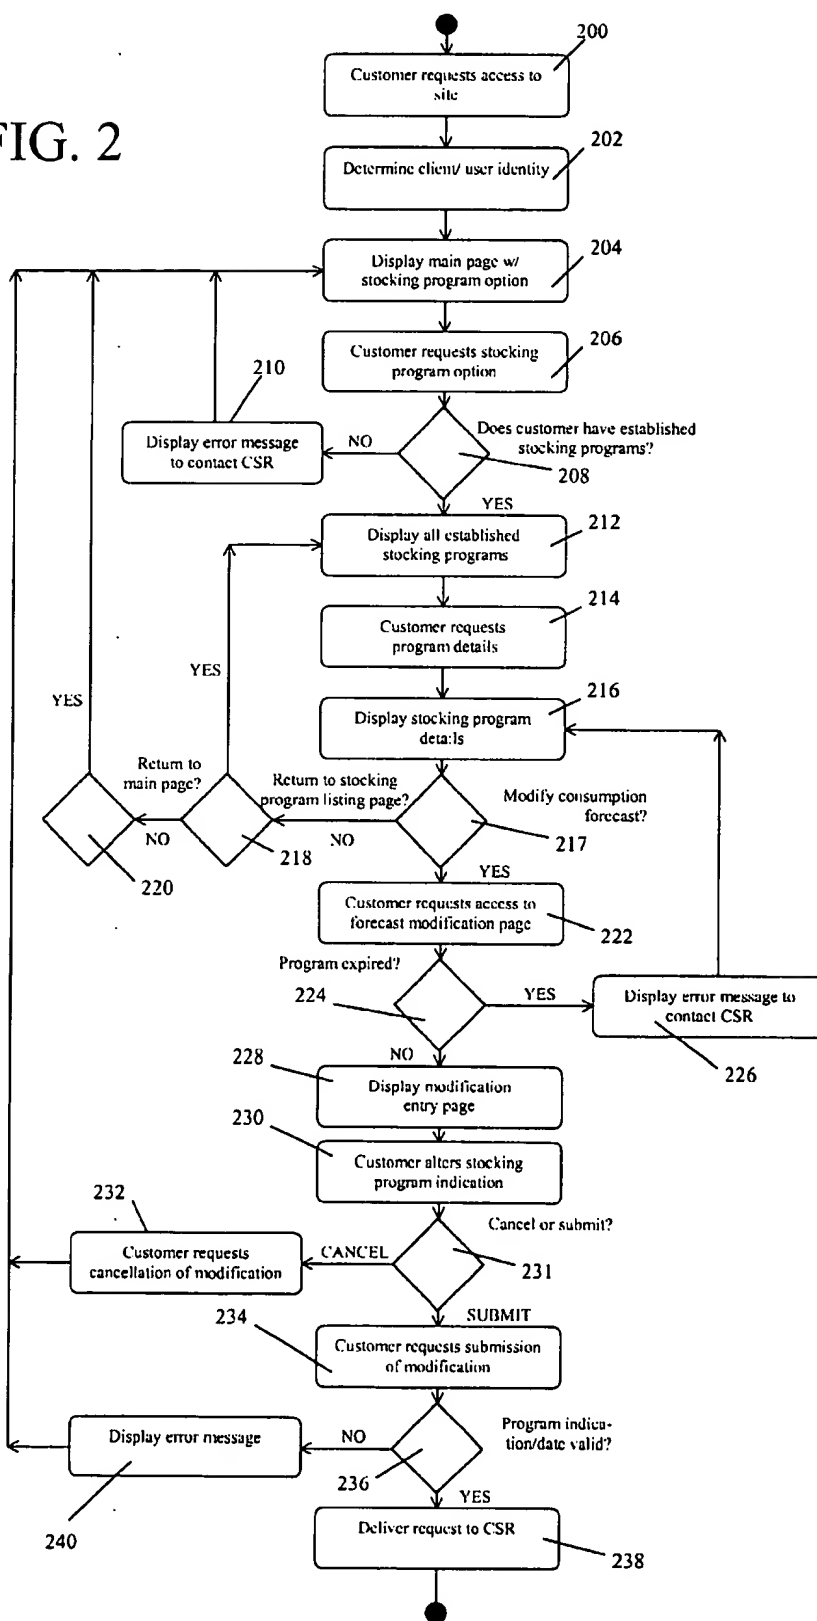 200
Customer requests access to
site
FIG. 2
202
Determine client/ user identity
204
Display main page w/
stocking program option
206
Customer requests stocking
program option
210
Does customer have established
stocking programs?
Display error message
to contact CSR
NO
208
YES
212
Display all established
stocking programs
214
Customer requests
program details
YES
YES
216
Display stocking program
details
Return to
main page?
Return to stocking
program listing page?
Modify consumption
forecast?
NO
NO
217
218
220
YES
Customer requests access to
forecast modification page
222
Program expired?
224
YES
Display error message to
contact CSR
NO
226
228
Display modification
entry page
230
Customer alters stocking
program indication
232
Cancel or submit?
Customer requests
cancellation of modification
CANCEL
231
SUBMIT
234
Customer requests submission
of modification
Program indica-
tion/date valid?
Display error message
NO
236
YES
240
Deliver request to CSR
238